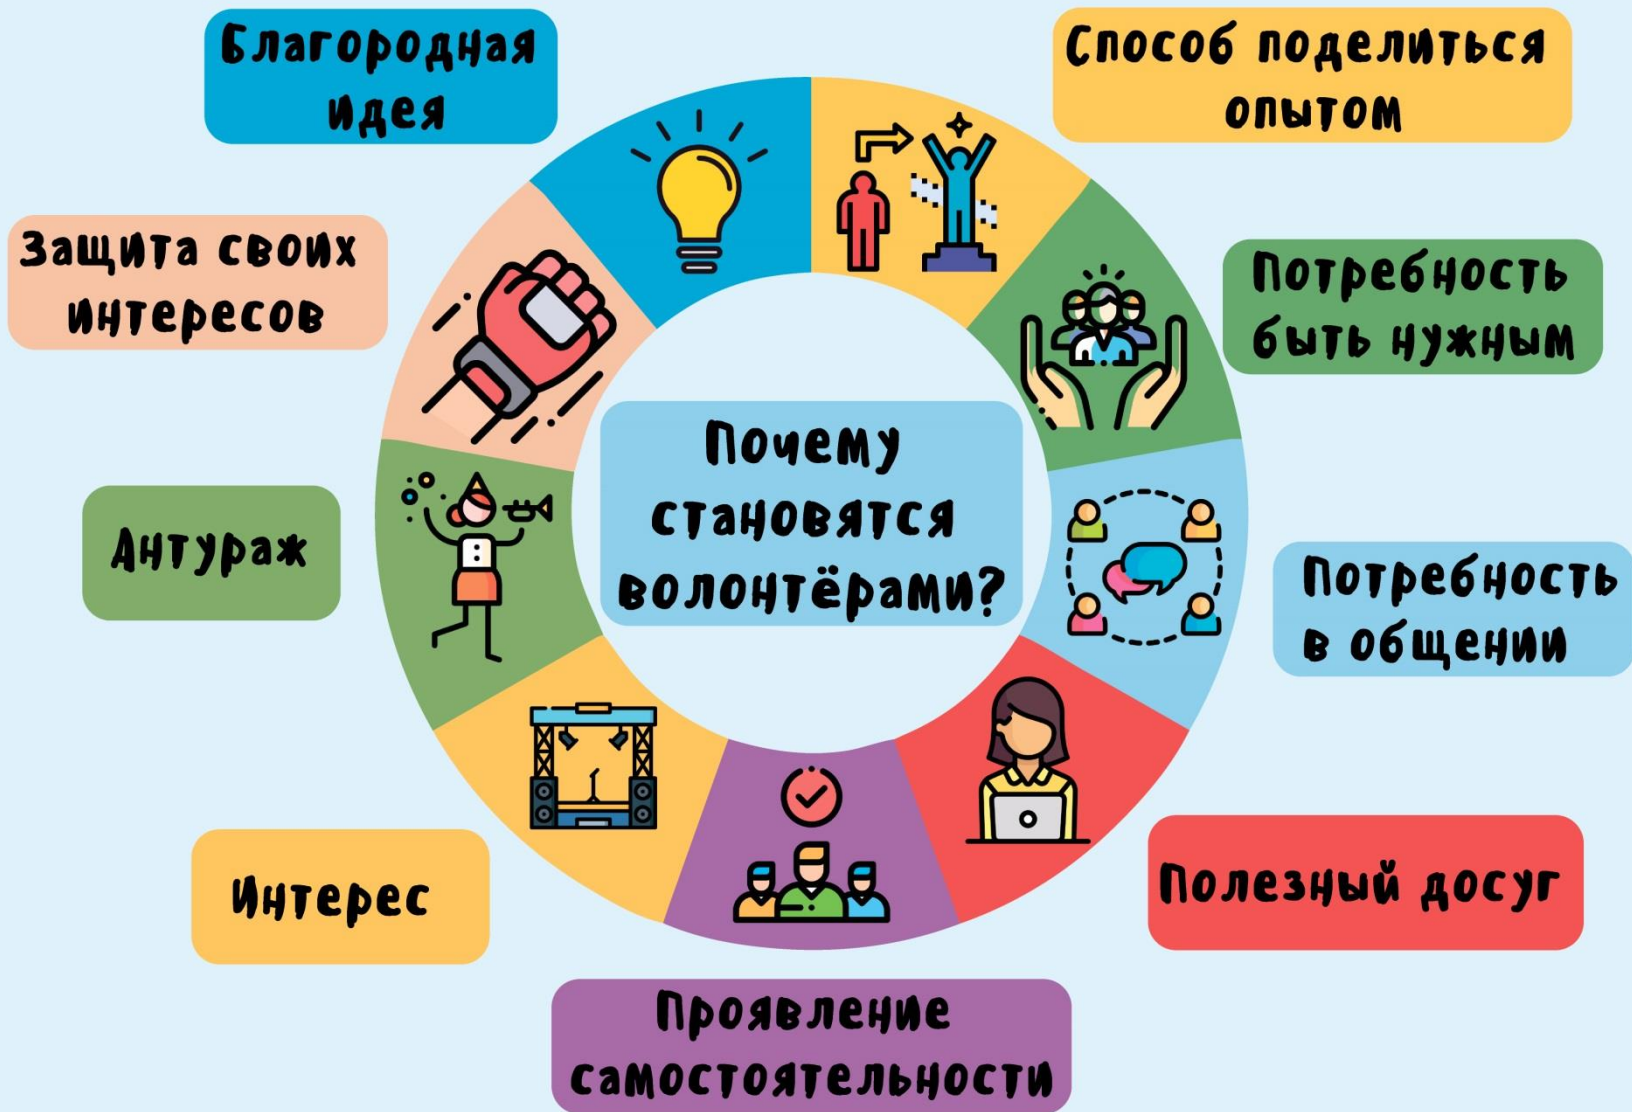 Благородная
идея
Способ поделиться
опытом
Защита своих
интересов
Потребность
быть нужным
Почему
становятся
волонтёрами?
Антураж
Потребность
в общении
Интерес
Полезный досуг
Проявление
самостоятельности